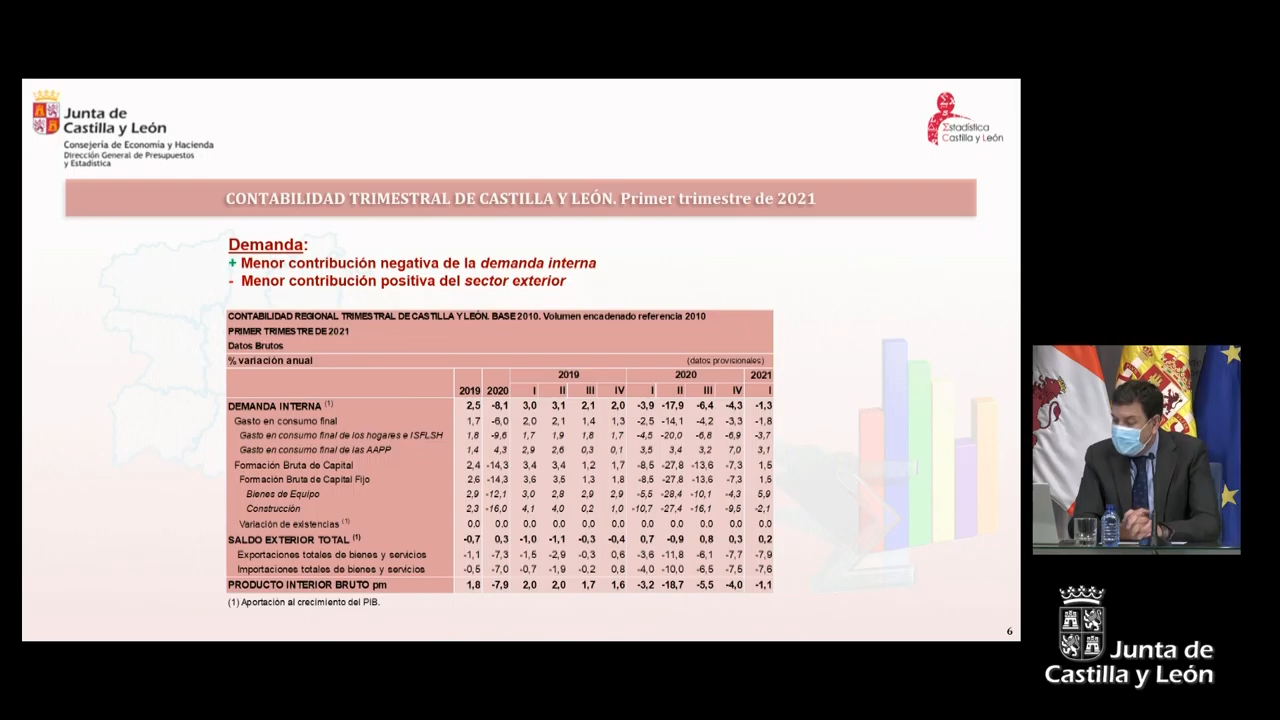 Junta de
Castilla y León
Consejería de Economía y Hacienda
Dirección General de Presupuestos
y Estadística
Estadística
Castilla y León
CONTABILIDAD TRIMESTRAL DE CASTILLA Y LEÓN. Primer trimestre de 2021
Demanda:
+ Menor contribución negativa de la demanda interna
- Menor contribución positiva del sector exterior
CONTABILIDAD REGIONAL TRIMESTRAL DE CASTILLA Y LEÓN. BASE 2010. Volumen encadenado referencia 2010
PRIMER TRIMESTRE DE 2021
Datos Brutos
% variación anual (datos provisionales)
2019 2020 2021
2019 2020 I II III IV I II III IV I
DEMANDA INTERNA (1) 2,5 -8,1 3,0 3,1 2,1 2,0 -3,9 -17,9 -6,4 -4,3 -1,3
Gasto en consumo final 1,7 -6,0 2,0 2,1 1,4 1,3 -2,5 -14,1 -4,2 -3,3 -1,8
Gasto en consumo final de los hogares e ISFLSH 1,8 -9,6 1,7 1,9 1,8 1,7 -4,5 -20,0 -6,8 -6,9 -3,7
Gasto en consumo final de las AAPP 1,4 4,3 2,9 2,6 0,3 0,1 3,5 3,4 3,2 7,0 3,1
Formación Bruta de Capital 2,4 -14,3 3,4 3,4 1,2 1,7 -8,5 -27,8 -13,6 -7,3 1,5
Formación Bruta de Capital Fijo 2,6 -14,3 3,6 3,5 1,3 1,8 -8,5 -27,8 -13,6 -7,3 1,5
Bienes de Equipo 2,9 -12,1 3,0 2,8 2,9 2,9 -5,5 -28,4 -10,1 -4,3 5,9
Construcción 2,3 -16,0 4,1 4,0 0,2 1,0 -10,7 -27,4 -16,1 -9,5 -2,1
Variación de existencias (1) 0,0 0,0 0,0 0,0 0,0 0,0 0,0 0,0 0,0 0,0 0,0
SALDO EXTERIOR TOTAL (1) -0,7 0,3 -1,0 -1,1 -0,3 -0,4 0,7 -0,9 0,8 0,3 0,2
Exportaciones totales de bienes y servicios -1,1 -7,3 -1,5 -2,9 -0,3 0,6 -3,6 -11,8 -6,1 -7,7 -7,9
Importaciones totales de bienes y servicios -0,5 -7,0 -0,7 -1,9 -0,2 0,8 -4,0 -10,0 -6,5 -7,5 -7,6
PRODUCTO INTERIOR BRUTO pm 1,8 -7,9 2,0 2,0 1,7 1,6 -3,2 -18,7 -5,5 -4,0 -1,1
(1) Aportación al crecimiento del PIB.
6
Junta de
Castilla y León